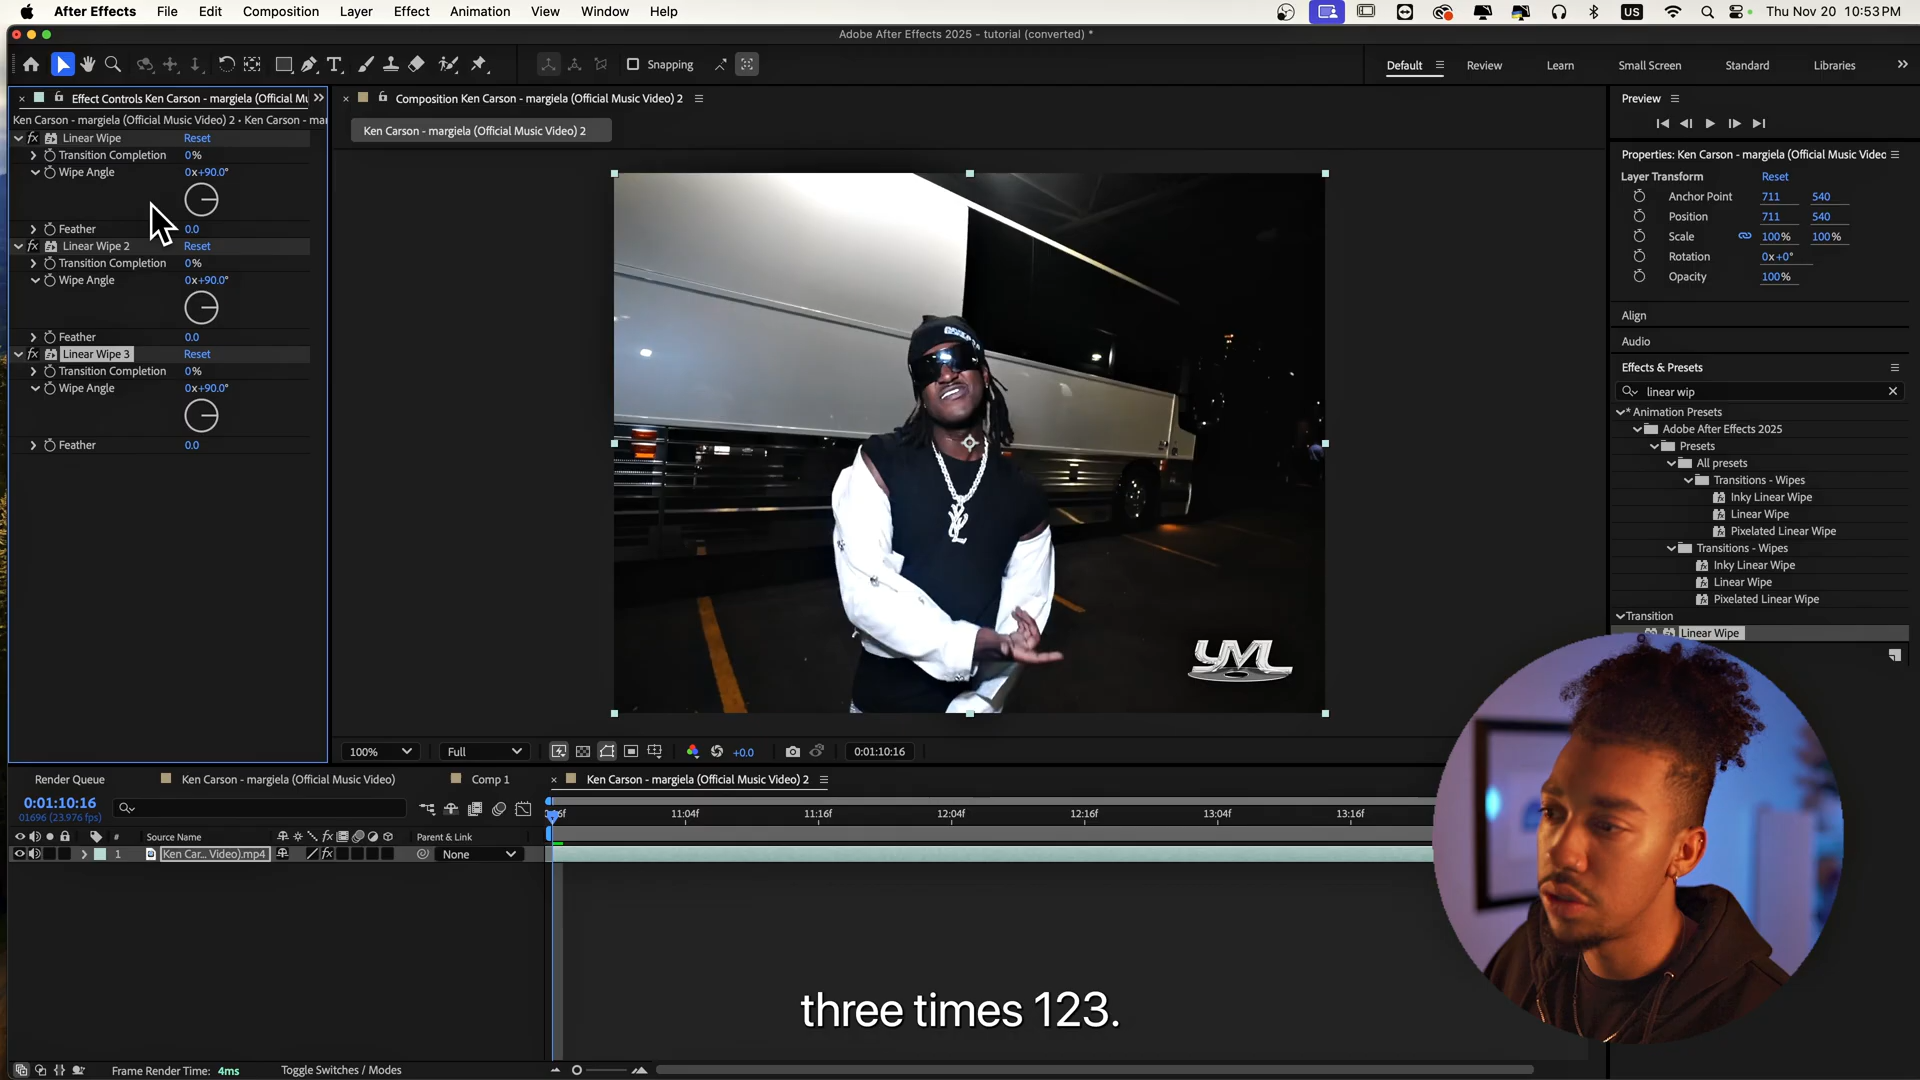 After Effects File Edit Composition Layer Effect Animation View Window Help US Thu Nov 20 10:53 PM
Adobe After Effects 2025 - tutorial (converted) *
Snapping Default Review Learn Small Screen Standard Libraries
Effect Controls Ken Carson - margiela (Official Mu
Ken Carson - margiela (Official Music Video) 2 • Ken Carson - mar
Linear Wipe Reset
Transition Completion 0%
Wipe Angle 0x+90.0°
Feather 0.0
Linear Wipe 2 Reset
Transition Completion 0%
Wipe Angle 0x+90.0°
Feather 0.0
Linear Wipe 3 Reset
Transition Completion 0%
Wipe Angle 0x+90.0°
Feather 0.0
Composition Ken Carson - margiela (Official Music Video) 2
Ken Carson - margiela (Official Music Video) 2
YML
100% Full +0.0 0:01:10:16
Preview
Properties: Ken Carson - margiela (Official Music Videc
Layer Transform Reset
Anchor Point 711 540
Position 711 540
Scale 100% 100%
Rotation 0x+0°
Opacity 100%
Align
Audio
Effects & Presets
linear wip
* Animation Presets
Adobe After Effects 2025
Presets
All presets
Transitions - Wipes
Inky Linear Wipe
Linear Wipe
Pixelated Linear Wipe
Transitions - Wipes
Inky Linear Wipe
Linear Wipe
Pixelated Linear Wipe
Transition
Linear Wipe
Render Queue Ken Carson - margiela (Official Music Video) Comp 1 Ken Carson - margiela (Official Music Video) 2
0:01:10:16
01696 (23.976 fps)
11:04f 11:16f 12:04f 12:16f 13:04f 13:16f
# Source Name Parent & Link
1 Ken Car... Video).mp4 None
three times 123.
Frame Render Time: 4ms Toggle Switches / Modes